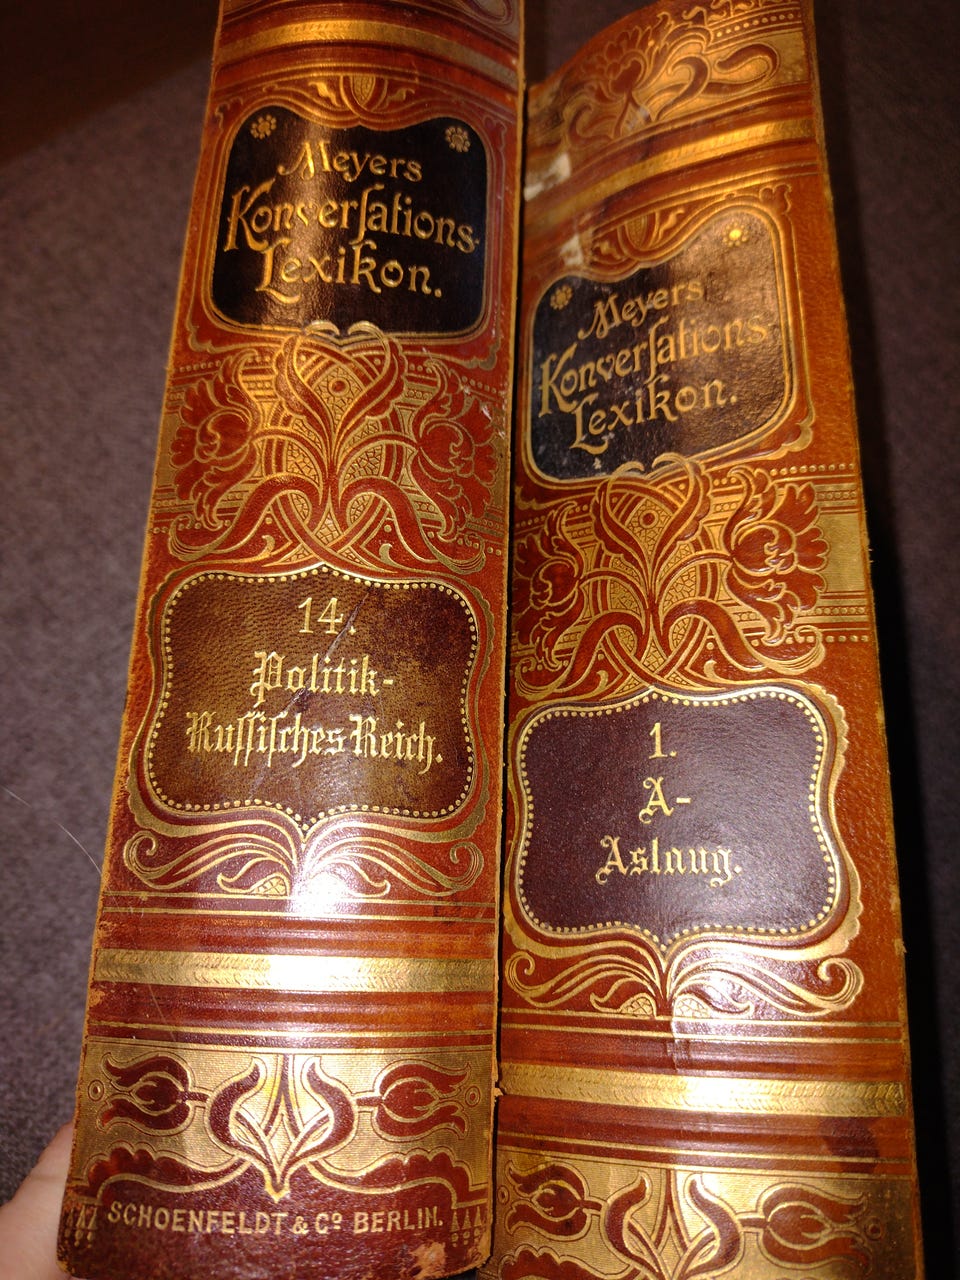 Meyers
Konverſations-
Lexikon.
14.
Politik-
Ruſſiſches Reich.
SCHOENFELDT & Cº BERLIN.
Meyers
Konverſations
Lexikon.
1.
A-
Aslaug.